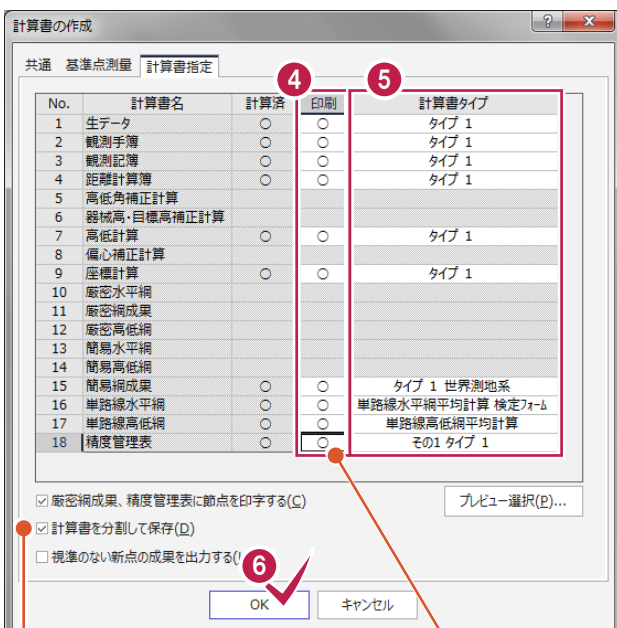 計算書の作成
共通 基準点測量 計算書指定
4 5
No. 計算書名 計算済 印刷 計算書タイプ
1 生データ ○ ○ タイプ 1
2 観測手簿 ○ ○ タイプ 1
3 観測記簿 ○ ○ タイプ 1
4 距離計算簿 ○ ○ タイプ 1
5 高低角補正計算
6 器械高・目標高補正計算
7 高低計算 ○ ○ タイプ 1
8 偏心補正計算
9 座標計算 ○ ○ タイプ 1
10 厳密水平網
11 厳密網成果
12 厳密高低網
13 簡易水平網
14 簡易高低網
15 簡易網成果 ○ ○ タイプ 1 世界測地系
16 単路線水平網 ○ ○ 単路線水平網平均計算 検定フォーム
17 単路線高低網 ○ ○ 単路線高低網平均計算
18 精度管理表 ○ ○ その1 タイプ 1
厳密網成果、精度管理表に節点を印字する(C) プレビュー選択(P)...
計算書を分割して保存(D)
視準のない新点の成果を出力する(
6
OK キャンセル